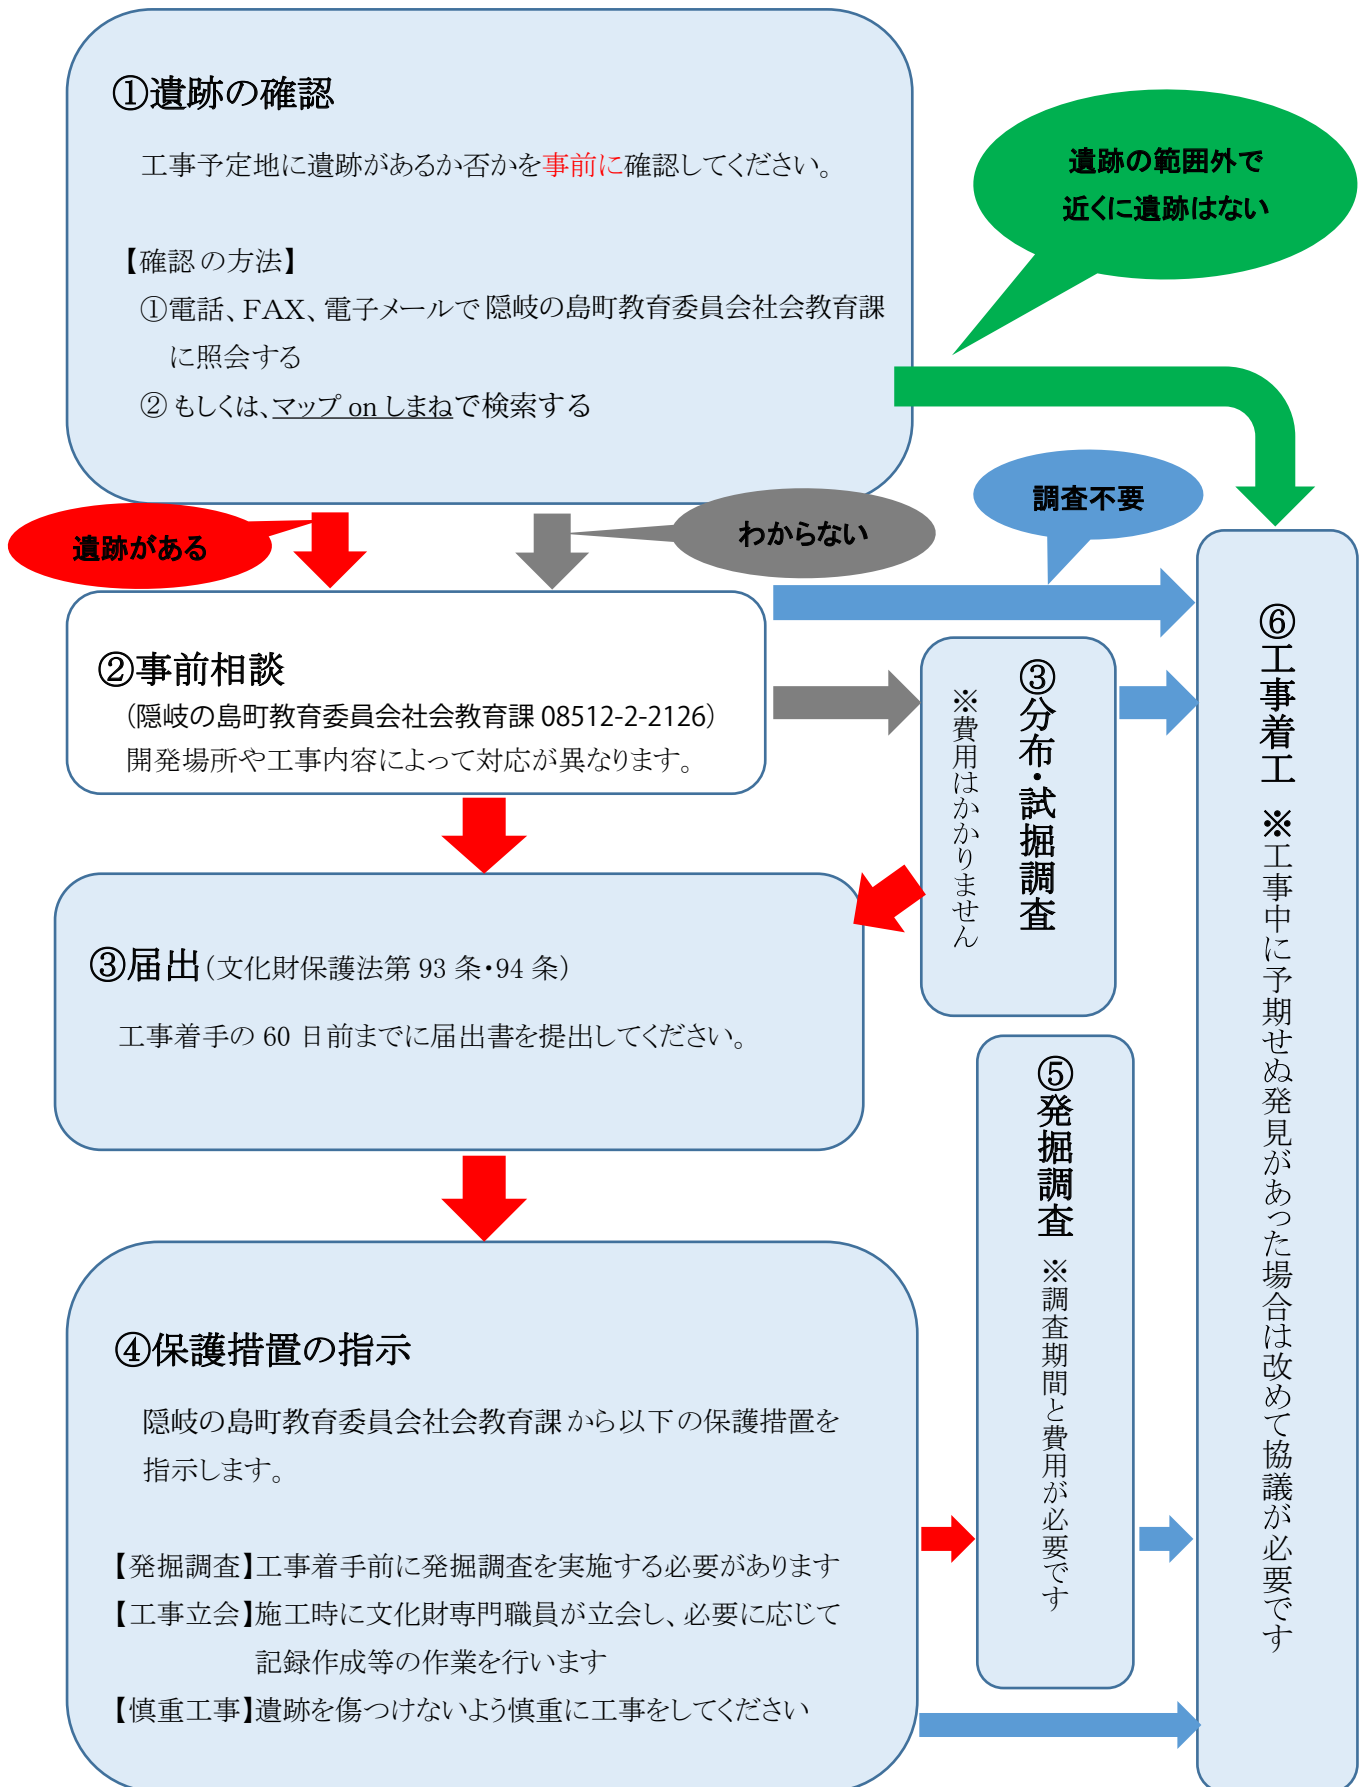 ①遺跡の確認
工事予定地に遺跡があるか否かを事前に確認してください。
【確認の方法】
①電話、FAX、電子メールで隠岐の島町教育委員会社会教育課
に照会する
②もしくは、マップ on しまねで検索する
遺跡の範囲外で
近くに遺跡はない
遺跡がある
わからない
調査不要
②事前相談
（隠岐の島町教育委員会社会教育課 08512-2-2126）
開発場所や工事内容によって対応が異なります。
③分布・試掘調査
※費用はかかりません
③届出（文化財保護法第 93 条・94 条）
工事着手の 60 日前までに届出書を提出してください。
④保護措置の指示
隠岐の島町教育委員会社会教育課から以下の保護措置を
指示します。
【発掘調査】工事着手前に発掘調査を実施する必要があります
【工事立会】施工時に文化財専門職員が立会し、必要に応じて
記録作成等の作業を行います
【慎重工事】遺跡を傷つけないよう慎重に工事をしてください
⑤発掘調査 ※調査期間と費用が必要です
⑥工事着工 ※工事中に予期せぬ発見があった場合は改めて協議が必要です